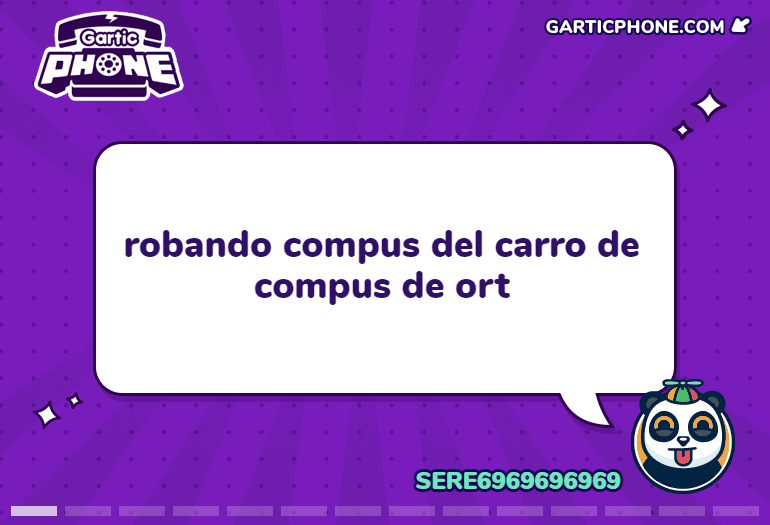 Gartic
PHONE
GARTICPHONE.COM
robando compus del carro de
compus de ort
SERE6969696969